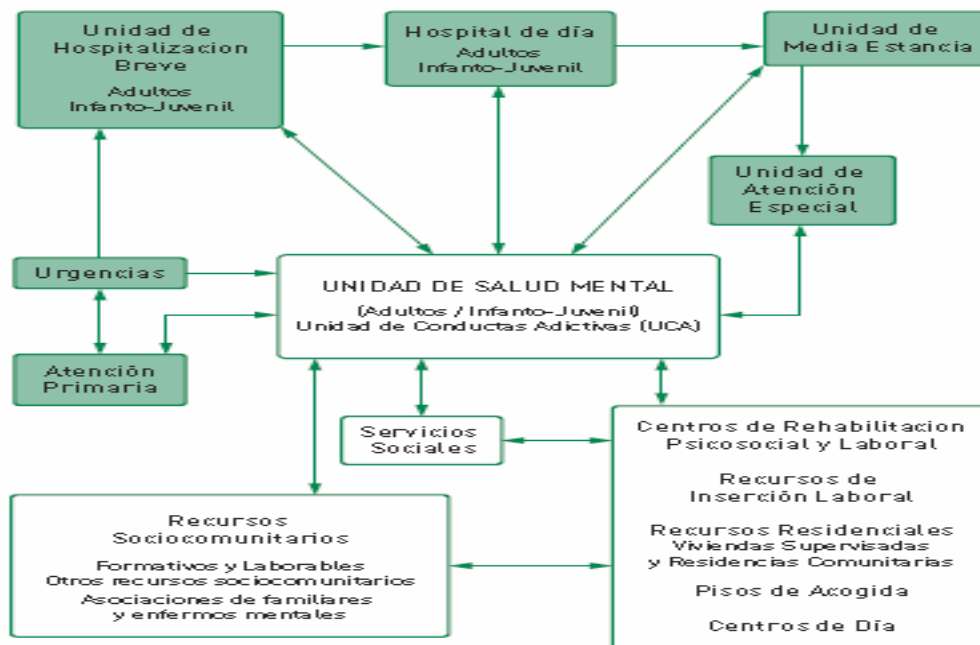 Unidad de
Hospitalizacion
Breve
Adultos
Infanto-Juvenil
Hospital de día
Adultos
Infanto-Juvenil
Unidad de
Media Estancia
Unidad de
Atención
Especial
Urgencias
Atención
Primaria
UNIDAD DE SALUD MENTAL
(Adultos / Infanto-Juvenil)
Unidad de Conductas Adictivas (UCA)
Servicios
Sociales
Recursos
Sociocomunitarios
Formativos y Laborables
Otros recursos sociocomunitarios
Asociaciones de familiares
y enfermos mentales
Centros de Rehabilitacion
Psicosocial y Laboral
Recursos de
Inserción Laboral
Recursos Residenciales
Viviendas Supervisadas
y Residencias Comunitarias
Pisos de Acogida
Centros de Día